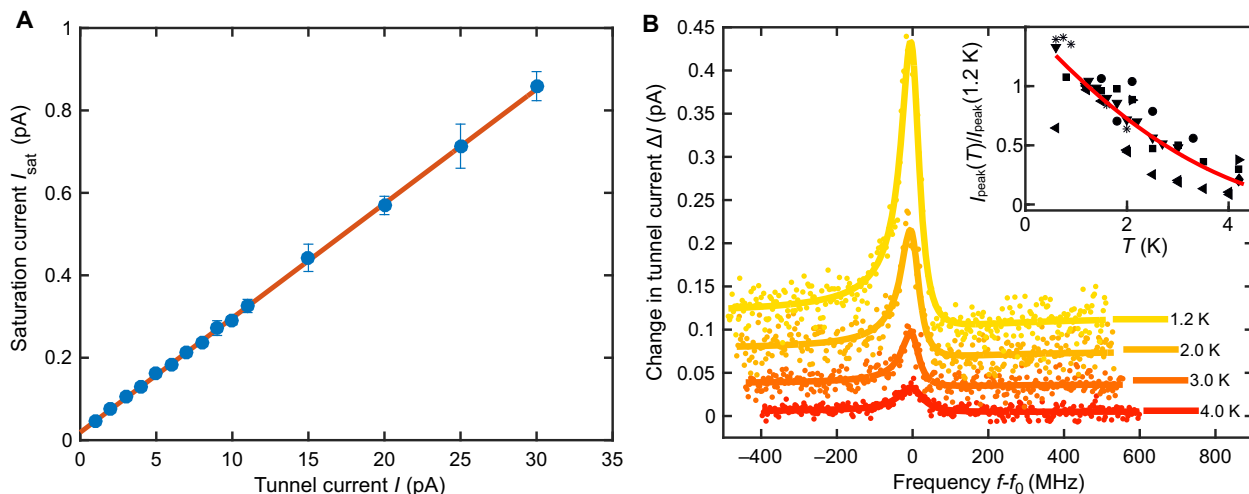 A
Saturation current I_sat (pA)
1
0.8
0.6
0.4
0.2
0
0 5 10 15 20 25 30 35
Tunnel current I (pA)
B
Change in tunnel current ΔI (pA)
0.45
0.4
0.35
0.3
0.25
0.2
0.15
0.1
0.05
0
−400 −200 0 200 400 600 800
Frequency f-f₀ (MHz)
1.2 K
2.0 K
3.0 K
4.0 K
I_peak(T)/I_peak(1.2 K)
1
0.5
0
0 2 4
T (K)